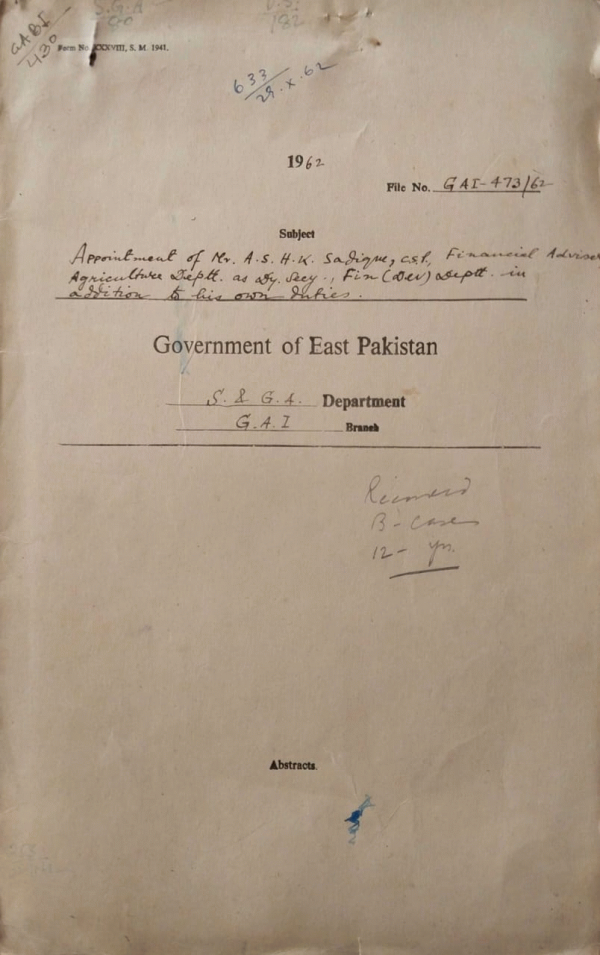 S.G.A
GABF
430
Form No. XXXVIII, S. M. 1941.
633
29.X.62
1962
File No. GAI-473/62
Subject
Appointment of Mr. A.S.H.K. Sadique, C.S.P., Financial Adviser
Agriculture Deptt. as Dy. Secy., Fin (Dev) Deptt. in
addition to his own duties.
Government of East Pakistan
S. & G.A. Department
G.A.I Branch
B-Case
12- yr.
Abstracts.